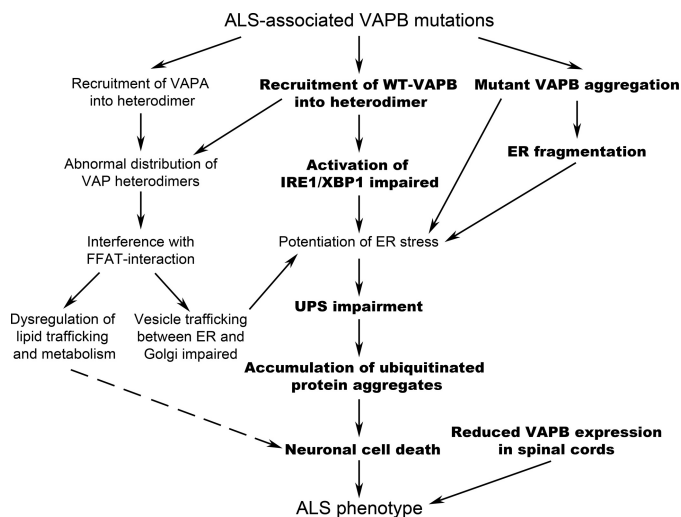 ALS-associated VAPB mutations
Recruitment of VAPA
into heterodimer
Recruitment of WT-VAPB
into heterodimer
Mutant VAPB aggregation
Abnormal distribution of
VAP heterodimers
Activation of
IRE1/XBP1 impaired
ER fragmentation
Interference with
FFAT-interaction
Potentiation of ER stress
Dysregulation of
lipid trafficking
and metabolism
Vesicle trafficking
between ER and
Golgi impaired
UPS impairment
Accumulation of ubiquitinated
protein aggregates
Neuronal cell death
Reduced VAPB expression
in spinal cords
ALS phenotype